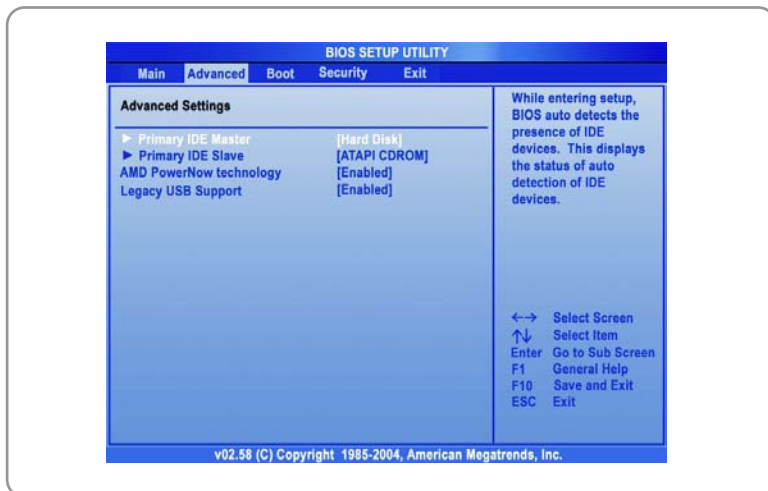 BIOS SETUP UTILITY
Main Advanced Boot Security Exit
Advanced Settings
► Primary IDE Master [Hard Disk]
► Primary IDE Slave [ATAPI CDROM]
AMD PowerNow technology [Enabled]
Legacy USB Support [Enabled]
While entering setup,
BIOS auto detects the
presence of IDE
devices. This displays
the status of auto
detection of IDE
devices.
←→ Select Screen
↑↓ Select Item
Enter Go to Sub Screen
F1 General Help
F10 Save and Exit
ESC Exit
v02.58 (C) Copyright 1985-2004, American Megatrends, Inc.